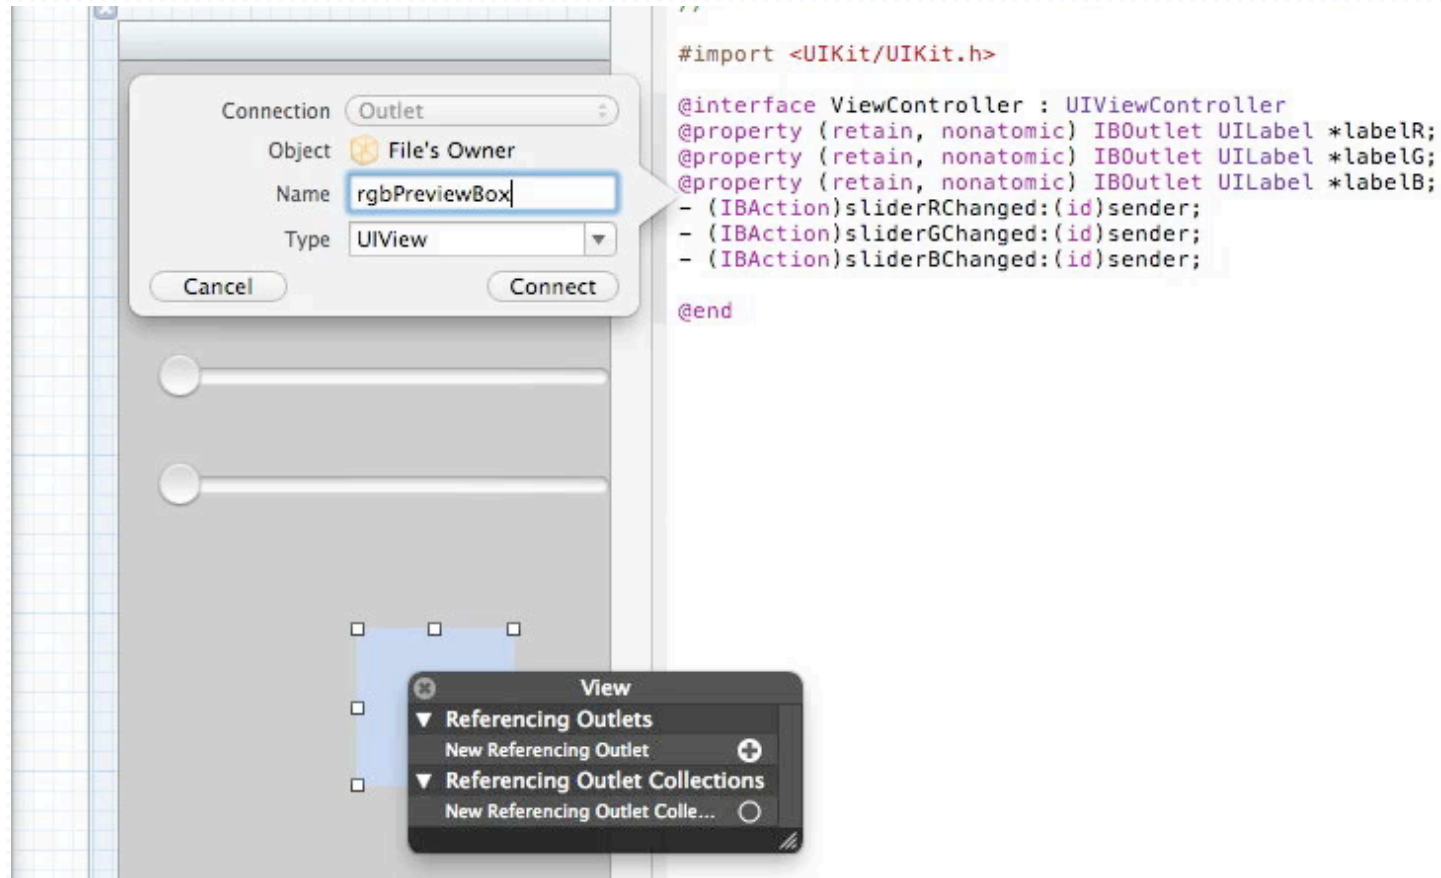 //
#import <UIKit/UIKit.h>
@interface ViewController : UIViewController
@property (retain, nonatomic) IBOutlet UILabel *labelR;
@property (retain, nonatomic) IBOutlet UILabel *labelG;
@property (retain, nonatomic) IBOutlet UILabel *labelB;
- (IBAction)sliderRChanged:(id)sender;
- (IBAction)sliderGChanged:(id)sender;
- (IBAction)sliderBChanged:(id)sender;
@end
Connection Outlet
Object File's Owner
Name rgbPreviewBox
Type UIView
Cancel Connect
View
Referencing Outlets
New Referencing Outlet
Referencing Outlet Collections
New Referencing Outlet Colle...